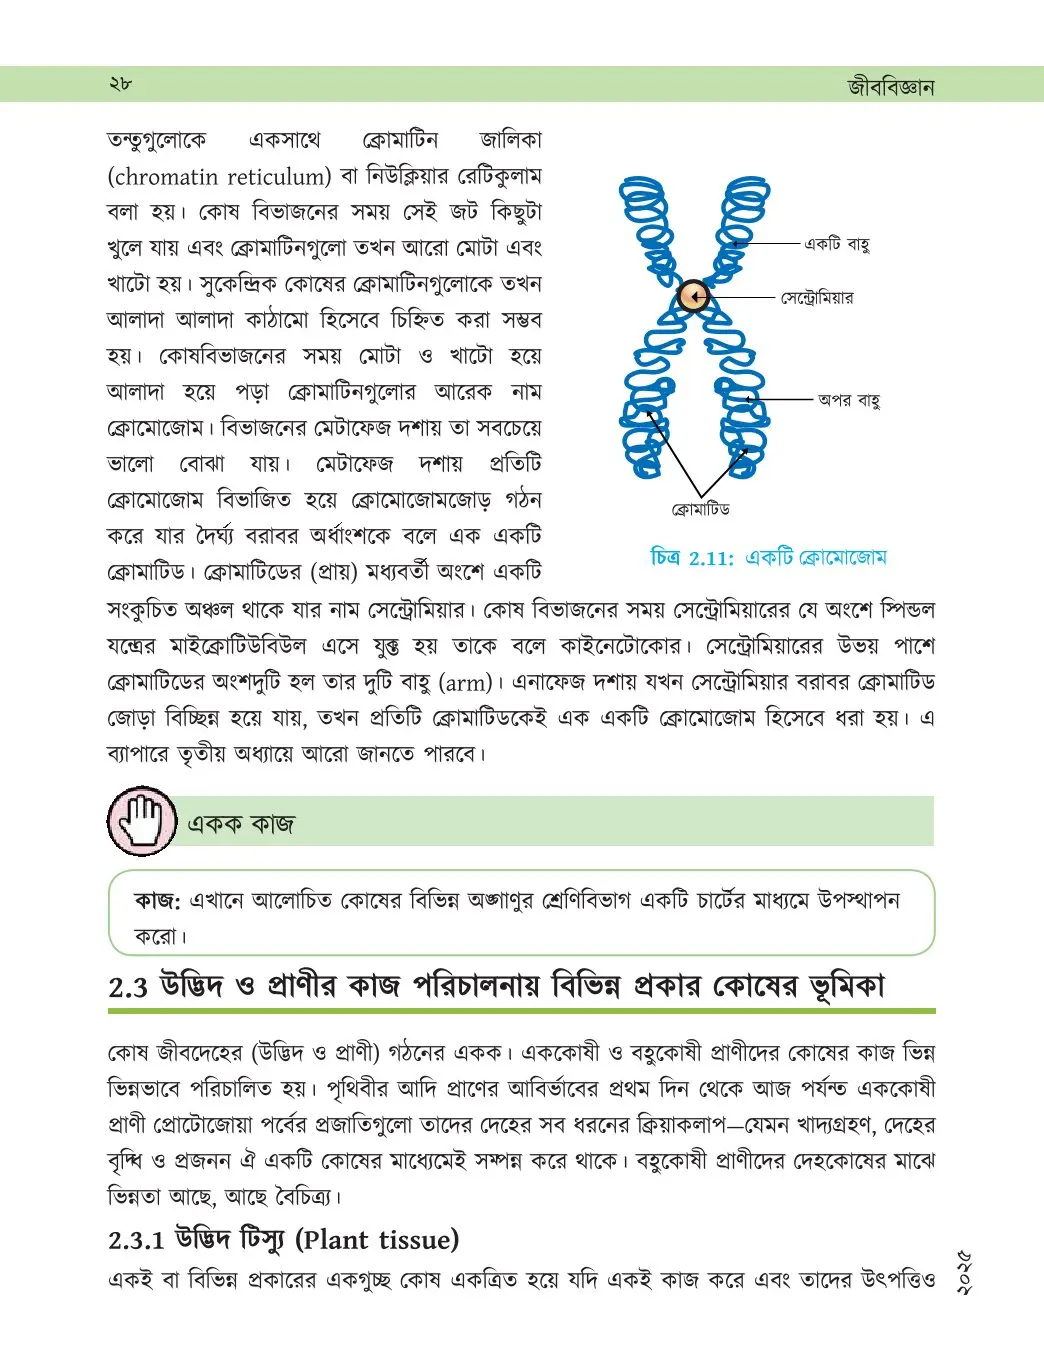 ২৮
জীববিজ্ঞান
তন্তুগুলোকে একসাথে ক্রোমাটিন জালিকা
(chromatin reticulum) বা নিউক্লিয়ার রেটিকুলাম
বলা হয়। কোষ বিভাজনের সময় সেই জট কিছুটা
খুলে যায় এবং ক্রোমাটিনগুলো তখন আরো মোটা এবং
খাটো হয়। সুকেন্দ্রিক কোষের ক্রোমাটিনগুলোকে তখন
আলাদা আলাদা কাঠামো হিসেবে চিহ্নিত করা সম্ভব
হয়। কোষবিভাজনের সময় মোটা ও খাটো হয়ে
আলাদা হয়ে পড়া ক্রোমাটিনগুলোর আরেক নাম
ক্রোমোজোম। বিভাজনের মেটাফেজ দশায় তা সবচেয়ে
ভালো বোঝা যায়। মেটাফেজ দশায় প্রতিটি
ক্রোমোজোম বিভাজিত হয়ে ক্রোমোজোমজোড় গঠন
করে যার দৈর্ঘ্য বরাবর অর্ধাংশকে বলে এক একটি
ক্রোমাটিড। ক্রোমাটিডের (প্রায়) মধ্যবর্তী অংশে একটি
একটি বাহু
সেন্ট্রোমিয়ার
অপর বাহু
ক্রোমাটিড
চিত্র 2.11: একটি ক্রোমোজোম
সংকুচিত অঞ্চল থাকে যার নাম সেন্ট্রোমিয়ার। কোষ বিভাজনের সময় সেন্ট্রোমিয়ারের যে অংশে স্পিন্ডল
যন্ত্রের মাইক্রোটিউবিউল এসে যুক্ত হয় তাকে বলে কাইনেটোকোর। সেন্ট্রোমিয়ারের উভয় পাশে
ক্রোমাটিডের অংশদুটি হল তার দুটি বাহু (arm)। এনাফেজ দশায় যখন সেন্ট্রোমিয়ার বরাবর ক্রোমাটিড
জোড়া বিচ্ছিন্ন হয়ে যায়, তখন প্রতিটি ক্রোমাটিডকেই এক একটি ক্রোমোজোম হিসেবে ধরা হয়। এ
ব্যাপারে তৃতীয় অধ্যায়ে আরো জানতে পারবে।
একক কাজ
কাজ: এখানে আলোচিত কোষের বিভিন্ন অঙ্গাণুর শ্রেণিবিভাগ একটি চার্টের মাধ্যমে উপস্থাপন
করো।
2.3 উদ্ভিদ ও প্রাণীর কাজ পরিচালনায় বিভিন্ন প্রকার কোষের ভূমিকা
কোষ জীবদেহের (উদ্ভিদ ও প্রাণী) গঠনের একক। এককোষী ও বহুকোষী প্রাণীদের কোষের কাজ ভিন্ন
ভিন্নভাবে পরিচালিত হয়। পৃথিবীর আদি প্রাণের আবির্ভাবের প্রথম দিন থেকে আজ পর্যন্ত এককোষী
প্রাণী প্রোটোজোয়া পর্বের প্রজাতিগুলো তাদের দেহের সব ধরনের ক্রিয়াকলাপ—যেমন খাদ্যগ্রহণ, দেহের
বৃদ্ধি ও প্রজনন ঐ একটি কোষের মাধ্যেমেই সম্পন্ন করে থাকে। বহুকোষী প্রাণীদের দেহকোষের মাঝে
ভিন্নতা আছে, আছে বৈচিত্র্য।
2.3.1 উদ্ভিদ টিস্যু (Plant tissue)
একই বা বিভিন্ন প্রকারের একগুচ্ছ কোষ একত্রিত হয়ে যদি একই কাজ করে এবং তাদের উৎপত্তিও
২০২৫